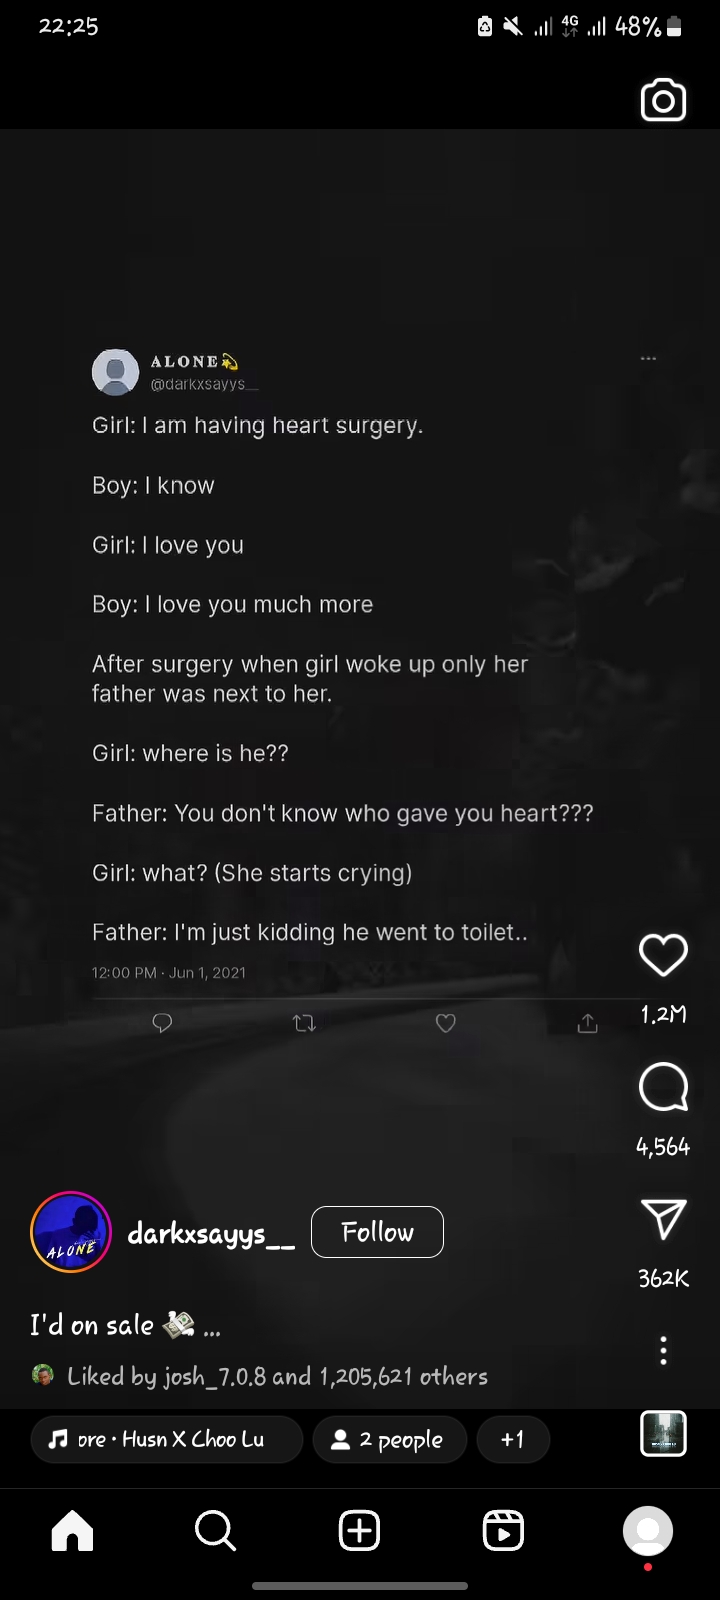 22:25
4G
48%
ALONE💫
@darkxsayys__
Girl: I am having heart surgery.
Boy: I know
Girl: I love you
Boy: I love you much more
After surgery when girl woke up only her
father was next to her.
Girl: where is he??
Father: You don't know who gave you heart???
Girl: what? (She starts crying)
Father: I'm just kidding he went to toilet..
12:00 PM · Jun 1, 2021
1.2M
4,564
362K
ALONE
darkxsayys__
Follow
I'd on sale 💸 ...
Liked by josh_7.0.8 and 1,205,621 others
ore • Husn X Choo Lu
2 people
+1